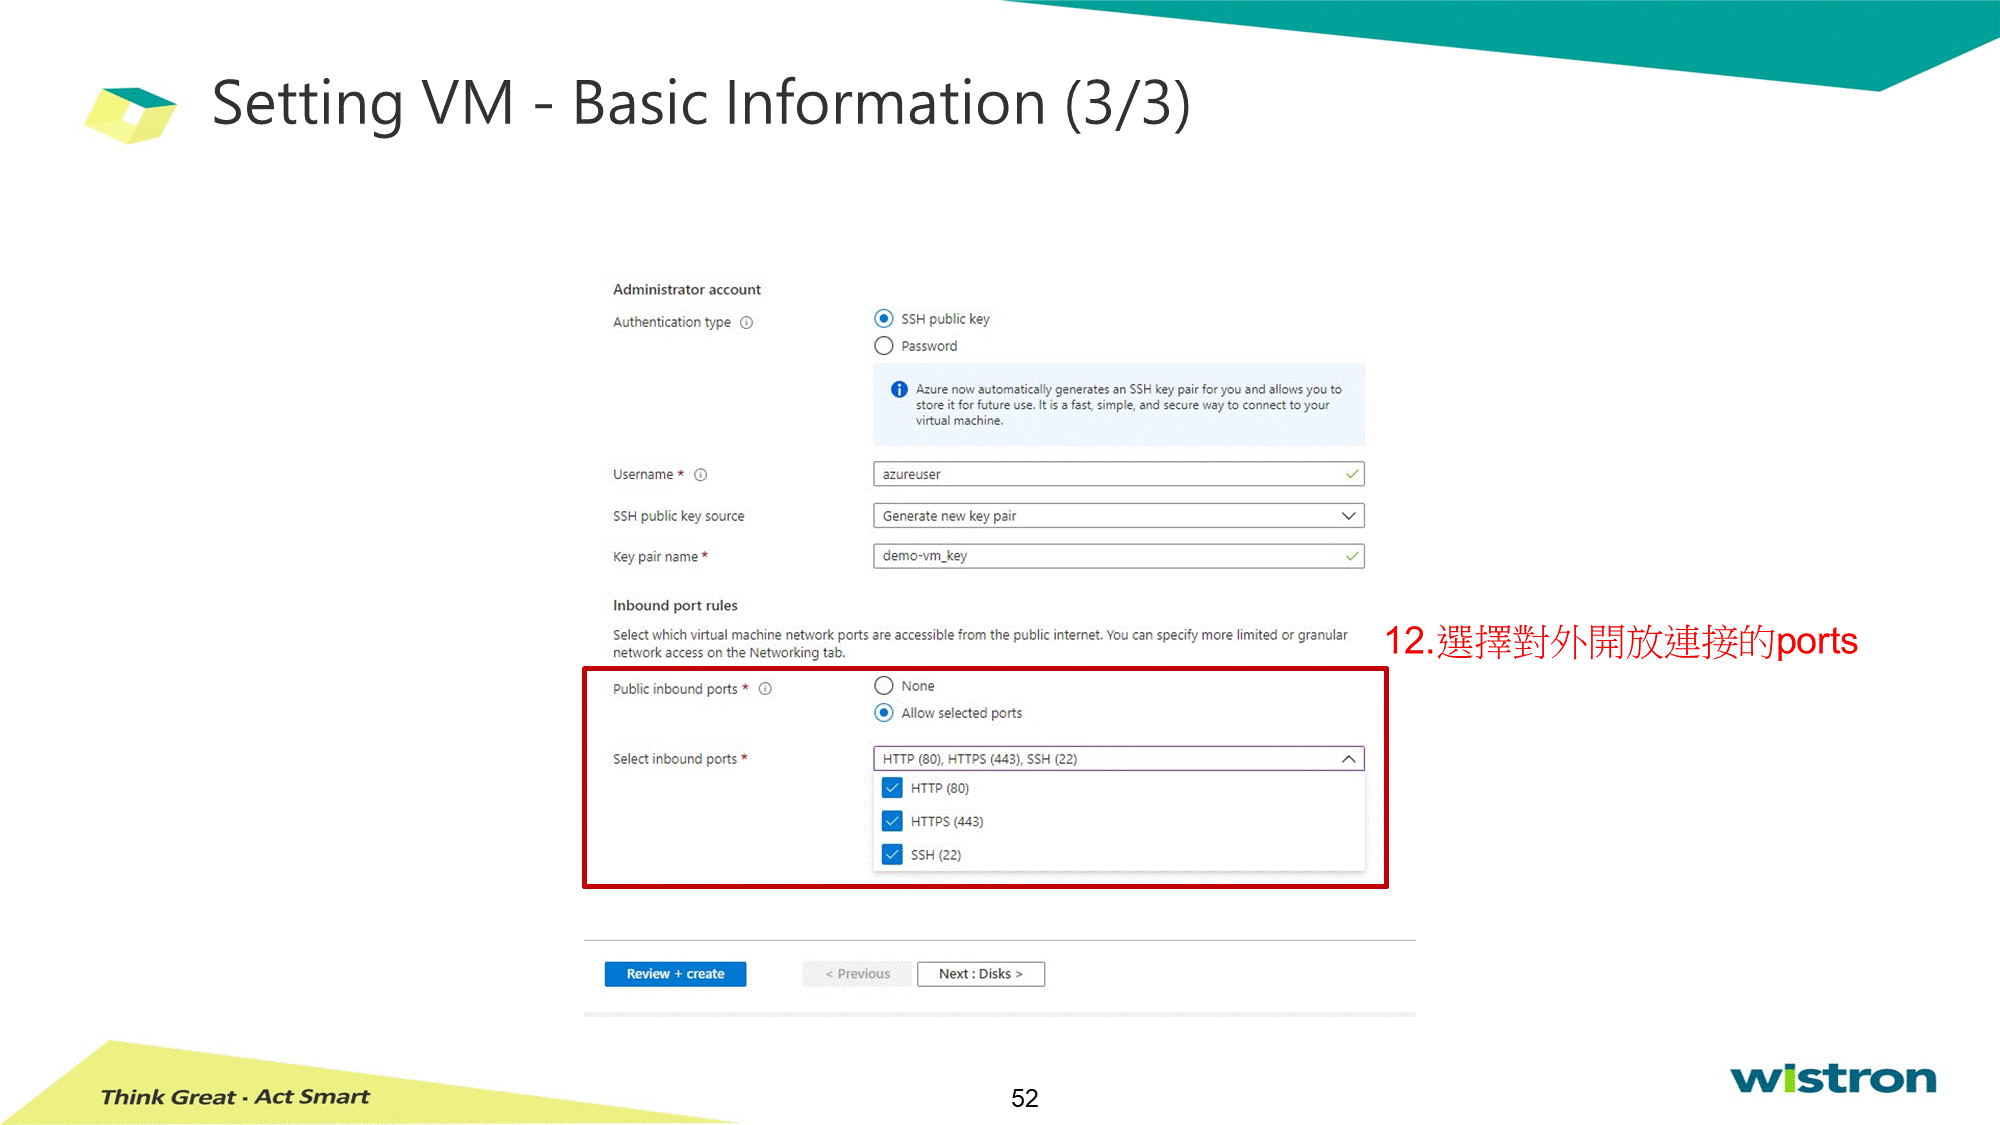 Setting VM - Basic Information (3/3)
Administrator account
Authentication type
SSH public key
Password
Azure now automatically generates an SSH key pair for you and allows you to
store it for future use. It is a fast, simple, and secure way to connect to your
virtual machine.
Username *
azureuser
SSH public key source
Generate new key pair
Key pair name *
demo-vm_key
Inbound port rules
Select which virtual machine network ports are accessible from the public internet. You can specify more limited or granular
network access on the Networking tab.
12.選擇對外開放連接的ports
Public inbound ports *
None
Allow selected ports
Select inbound ports *
HTTP (80), HTTPS (443), SSH (22)
HTTP (80)
HTTPS (443)
SSH (22)
Review + create
< Previous
Next : Disks >
Think Great · Act Smart
52
wistron